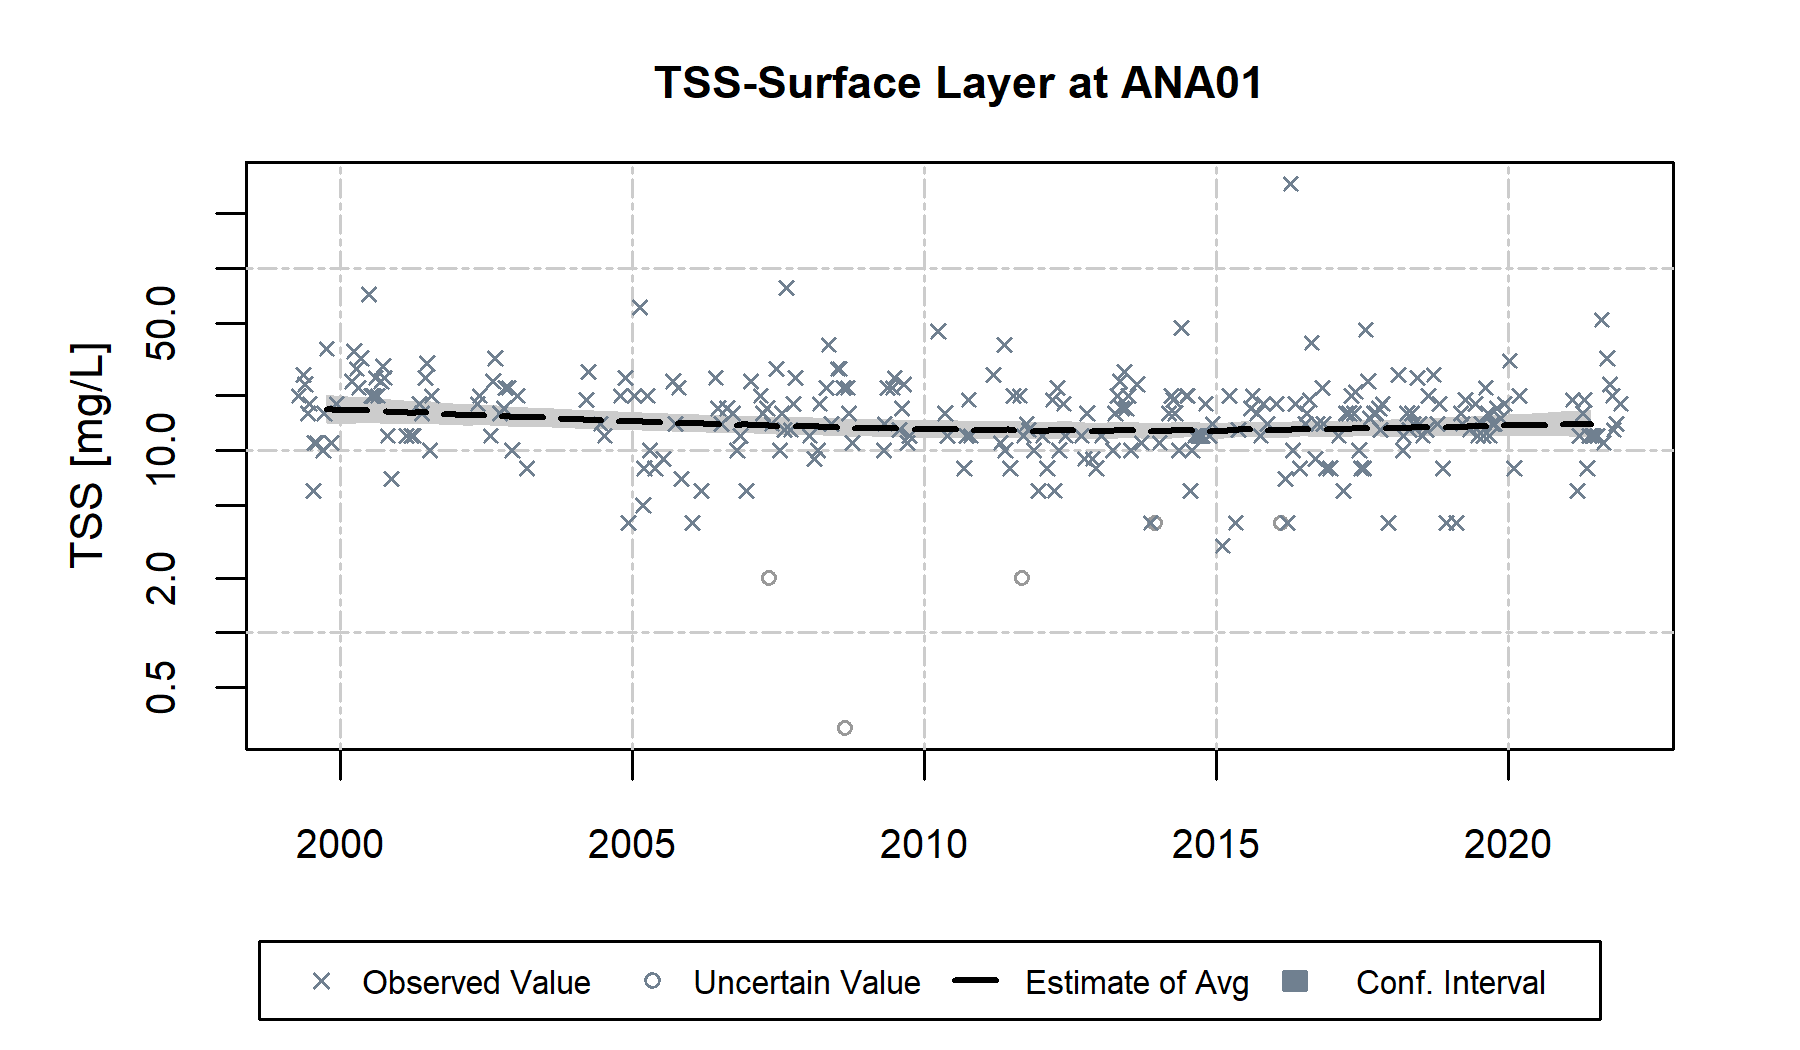 TSS-Surface Layer at ANA01
TSS [mg/L]
50.0
10.0
2.0
0.5
2000 2005 2010 2015 2020
Observed Value Uncertain Value Estimate of Avg Conf. Interval